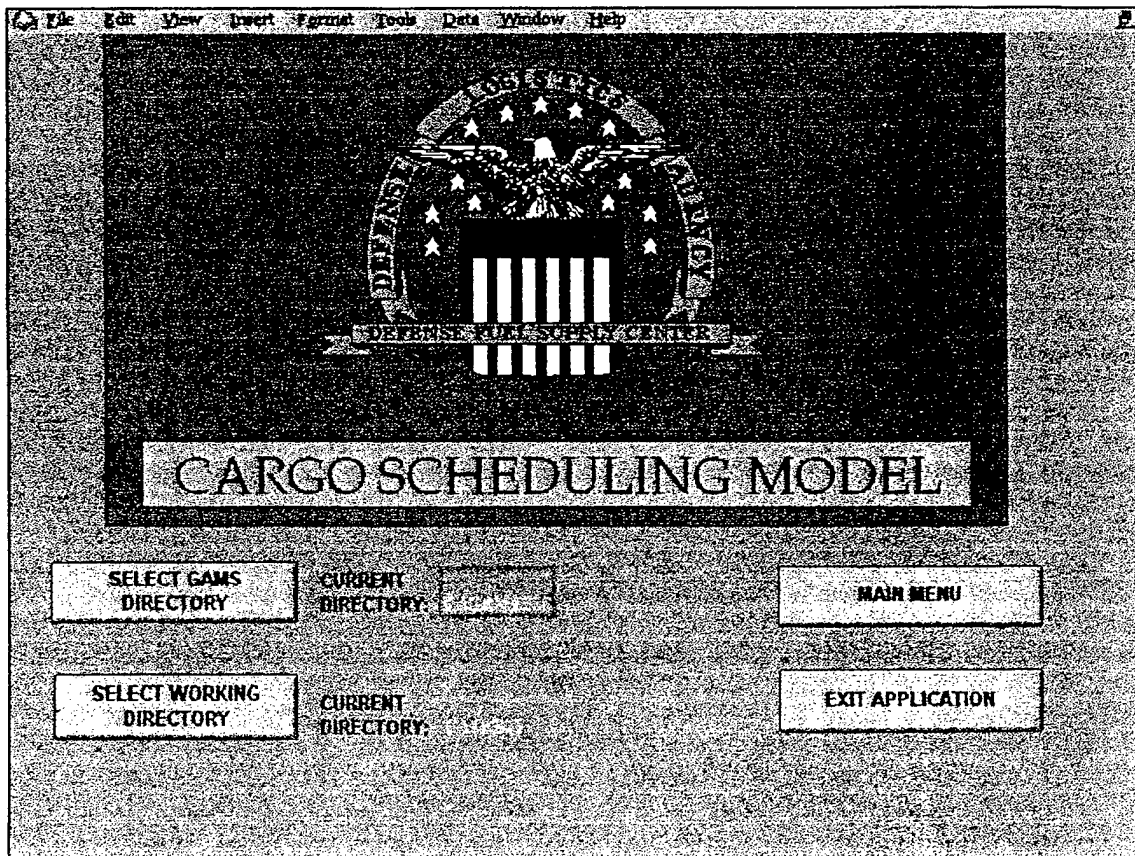 File Edit View Insert Format Tools Data Window Help
DEFENSE LOGISTICS AGENCY
DEFENSE FUEL SUPPLY CENTER
CARGO SCHEDULING MODEL
SELECT GAMS
DIRECTORY
CURRENT
DIRECTORY:
MAIN MENU
SELECT WORKING
DIRECTORY
CURRENT
DIRECTORY:
EXIT APPLICATION